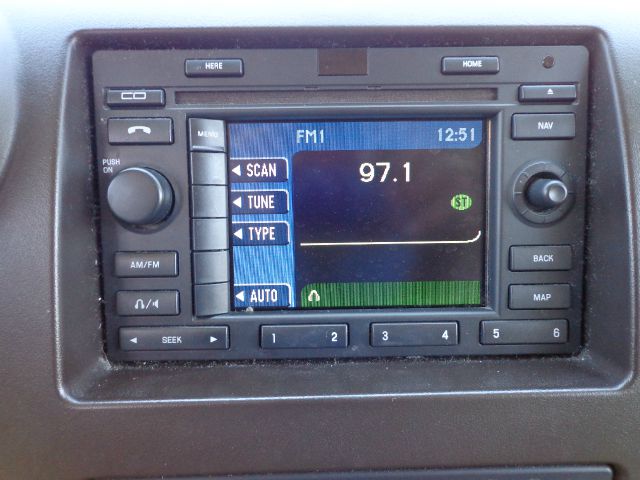 HERE
HOME
MENU
FM1 12:51
NAV
PUSH ON
SCAN
97.1
TUNE
ST
TYPE
AM/FM
BACK
AUTO
MAP
SEEK
1 2 3 4 5 6